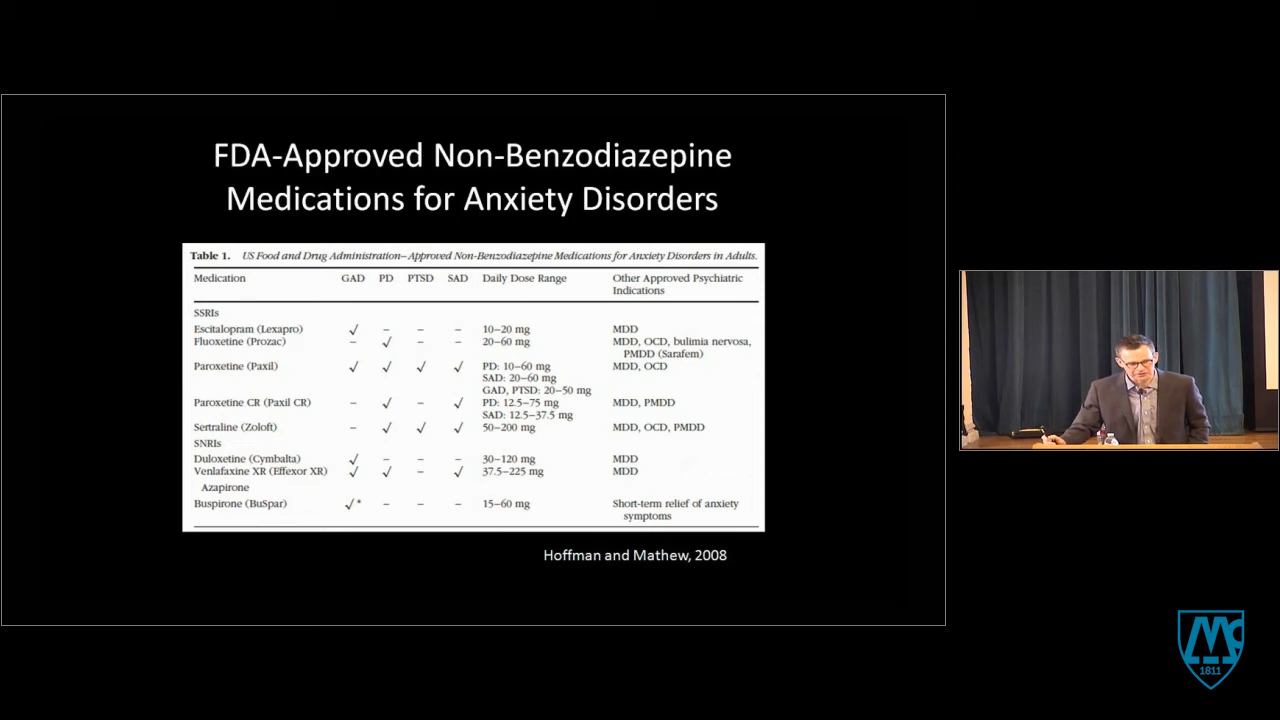 FDA-Approved Non-Benzodiazepine
Medications for Anxiety Disorders
Table 1. US Food and Drug Administration–Approved Non-Benzodiazepine Medications for Anxiety Disorders in Adults.
Medication GAD PD PTSD SAD Daily Dose Range Other Approved Psychiatric
Indications
SSRIs
Escitalopram (Lexapro) √ – – – 10–20 mg MDD
Fluoxetine (Prozac) – √ – – 20–60 mg MDD, OCD, bulimia nervosa,
PMDD (Sarafem)
Paroxetine (Paxil) √ √ √ √ PD: 10–60 mg MDD, OCD
SAD: 20–60 mg
GAD, PTSD: 20–50 mg
Paroxetine CR (Paxil CR) – √ – √ PD: 12.5–75 mg MDD, PMDD
SAD: 12.5–37.5 mg
Sertraline (Zoloft) – √ √ √ 50–200 mg MDD, OCD, PMDD
SNRIs
Duloxetine (Cymbalta) √ – – – 30–120 mg MDD
Venlafaxine XR (Effexor XR) √ √ – √ 37.5–225 mg MDD
Azapirone
Buspirone (BuSpar) √* – – – 15–60 mg Short-term relief of anxiety
symptoms
Hoffman and Mathew, 2008
1811